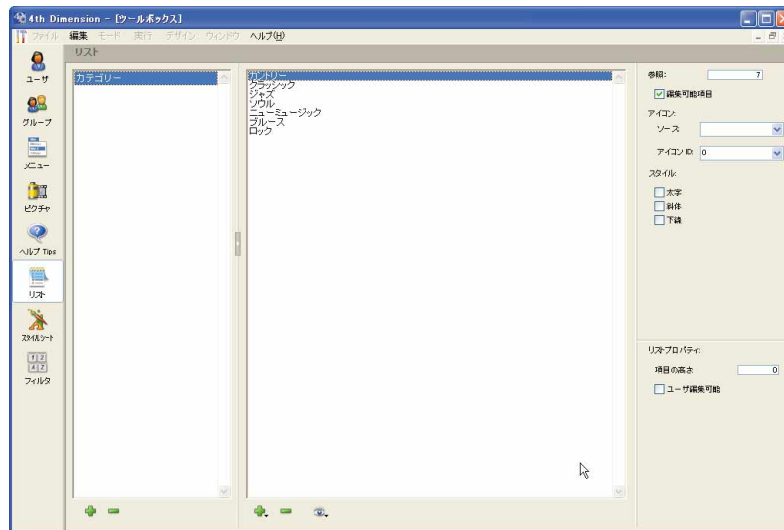 4th Dimension - [ツールボックス]
ファイル 編集 モード 実行 デザイン ウィンドウ ヘルプ(H)
リスト
ユーザ
グループ
メニュー
ピクチャ
ヘルプ Tips
リスト
スタイルシート
フィルタ
カテゴリー
カントリー
クラッシック
ジャズ
ソウル
ニューミュージック
ブルース
ロック
参照: 7
編集可能項目
アイコン:
ソース:
アイコン ID: 0
スタイル:
太字
斜体
下線
リストプロパティ:
項目の高さ: 0
ユーザ編集可能